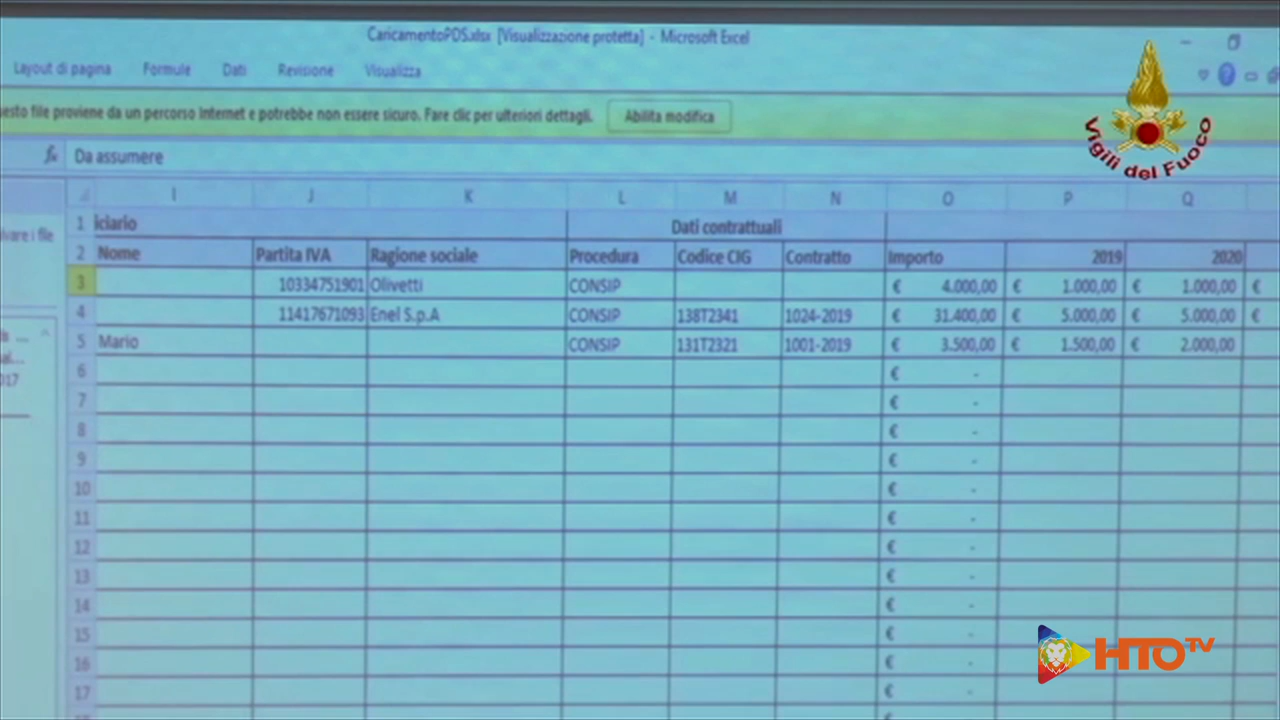 CaricamentoPDS.xlsx [Visualizzazione protetta] - Microsoft Excel
Layout di pagina Formule Dati Revisione Visualizza
file proviene da un percorso Internet e potrebbe non essere sicuro. Fare clic per ulteriori dettagli. Abilita modifica
Vigili del Fuoco
fx Da assumere
I J K L M N O P Q
1 iciario Dati contrattuali
2 Nome Partita IVA Ragione sociale Procedura Codice CIG Contratto Importo 2019 2020
3 10334751901 Olivetti CONSIP € 4.000,00 € 1.000,00 € 1.000,00 €
4 11417671093 Enel S.p.A CONSIP 138T2341 1024-2019 € 31.400,00 € 5.000,00 € 5.000,00 €
5 Mario CONSIP 131T2321 1001-2019 € 3.500,00 € 1.500,00 € 2.000,00
6 € -
7 € -
8 € -
9 € -
10 € -
11 € -
12 € -
13 € -
14 € -
15 € -
16 € -
17 € -
€
HTO TV